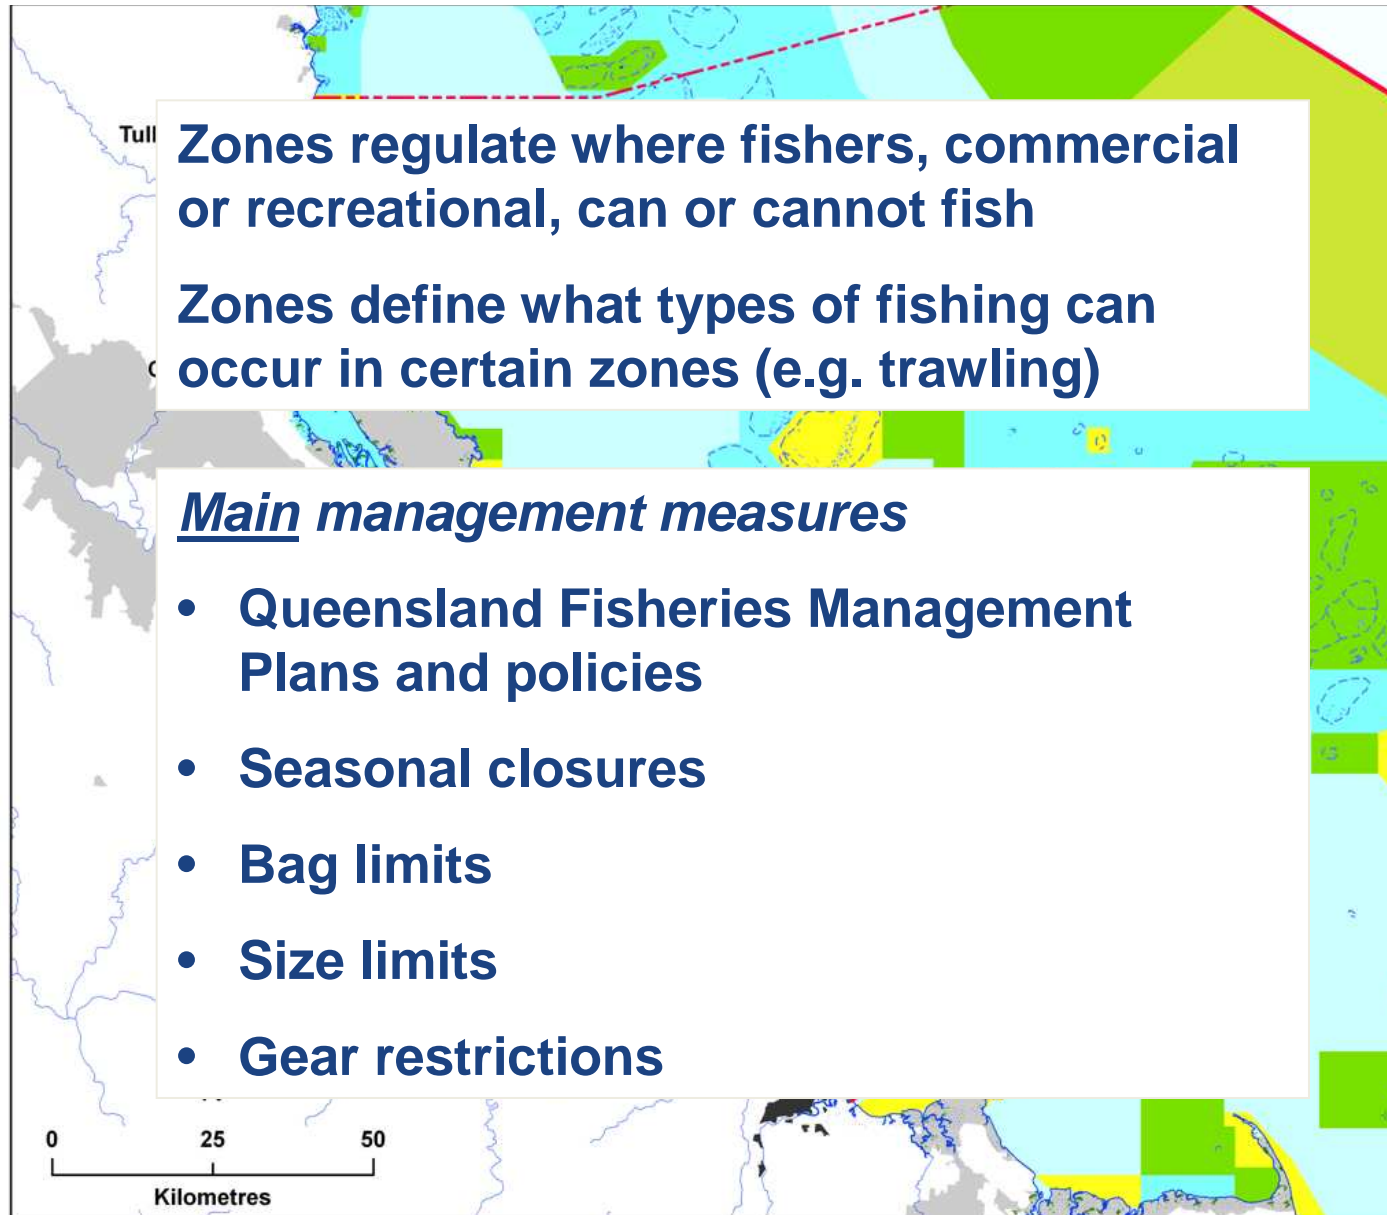 Tull
Zones regulate where fishers, commercial
or recreational, can or cannot fish
Zones define what types of fishing can
occur in certain zones (e.g. trawling)
Main management measures
• Queensland Fisheries Management
Plans and policies
• Seasonal closures
• Bag limits
• Size limits
• Gear restrictions
0 25 50
Kilometres